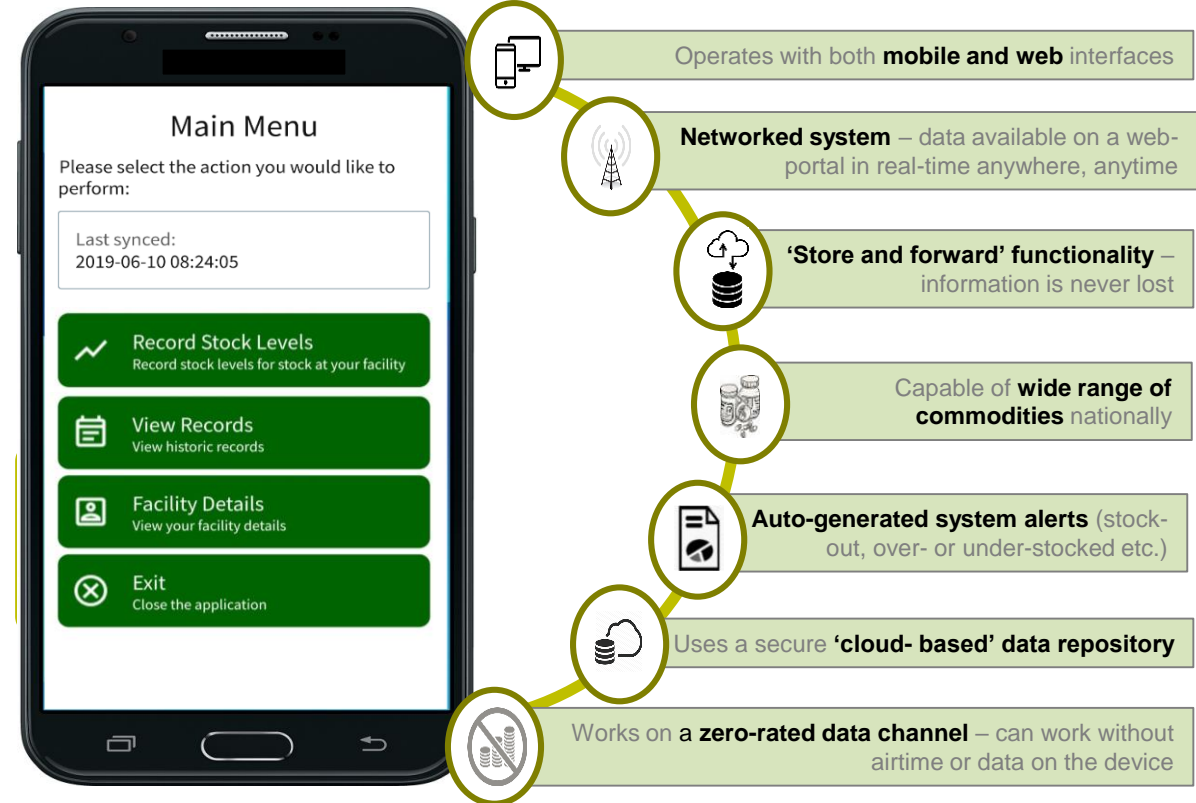 Main Menu
Please select the action you would like to
perform:
Last synced:
2019-06-10 08:24:05
Record Stock Levels
Record stock levels for stock at your facility
View Records
View historic records
Facility Details
View your facility details
Exit
Close the application
Operates with both mobile and web interfaces
Networked system – data available on a web-
portal in real-time anywhere, anytime
‘Store and forward’ functionality –
information is never lost
Capable of wide range of
commodities nationally
Auto-generated system alerts (stock-
out, over- or under-stocked etc.)
Uses a secure ‘cloud- based’ data repository
Works on a zero-rated data channel – can work without
airtime or data on the device